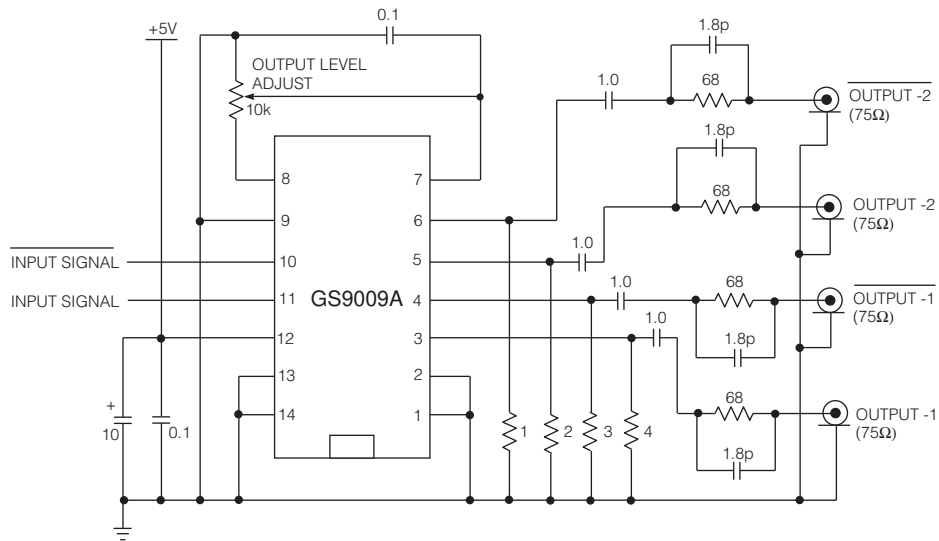 0.1
1.8p
+5V
OUTPUT LEVEL
ADJUST
10k
1.0
68
OUTPUT -2
(75Ω)
1.8p
68
OUTPUT -2
(75Ω)
8
7
9
6
INPUT SIGNAL
10
5
1.0
INPUT SIGNAL
11
GS9009A
4
1.0
68
OUTPUT -1
(75Ω)
12
3
1.0
1.8p
13
2
14
1
68
OUTPUT -1
(75Ω)
+
10
0.1
1
2
3
4
1.8p